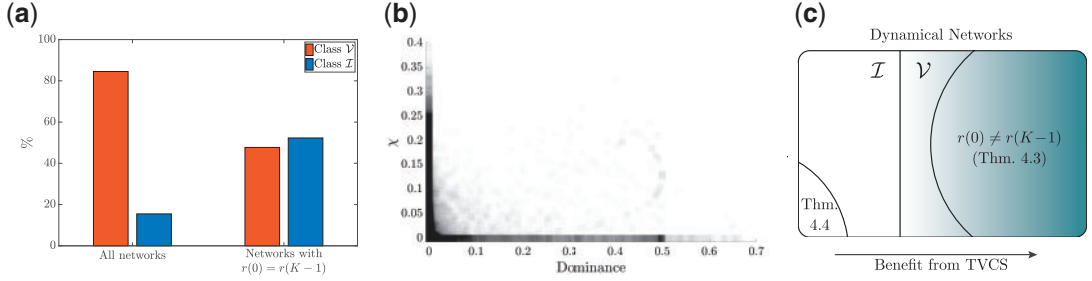 (a)
100
80
60
40
20
0
%
Class 𝒱
Class ℐ
All networks
Networks with
r(0) = r(K − 1)
(b)
0.4
0.35
0.3
0.25
0.2
0.15
0.1
0.05
0
χ
0
0.1
0.2
0.3
0.4
0.5
0.6
0.7
Dominance
(c)
Dynamical Networks
ℐ
𝒱
r(0) ≠ r(K−1)
(Thm. 4.3)
Thm.
4.4
Benefit from TVCS